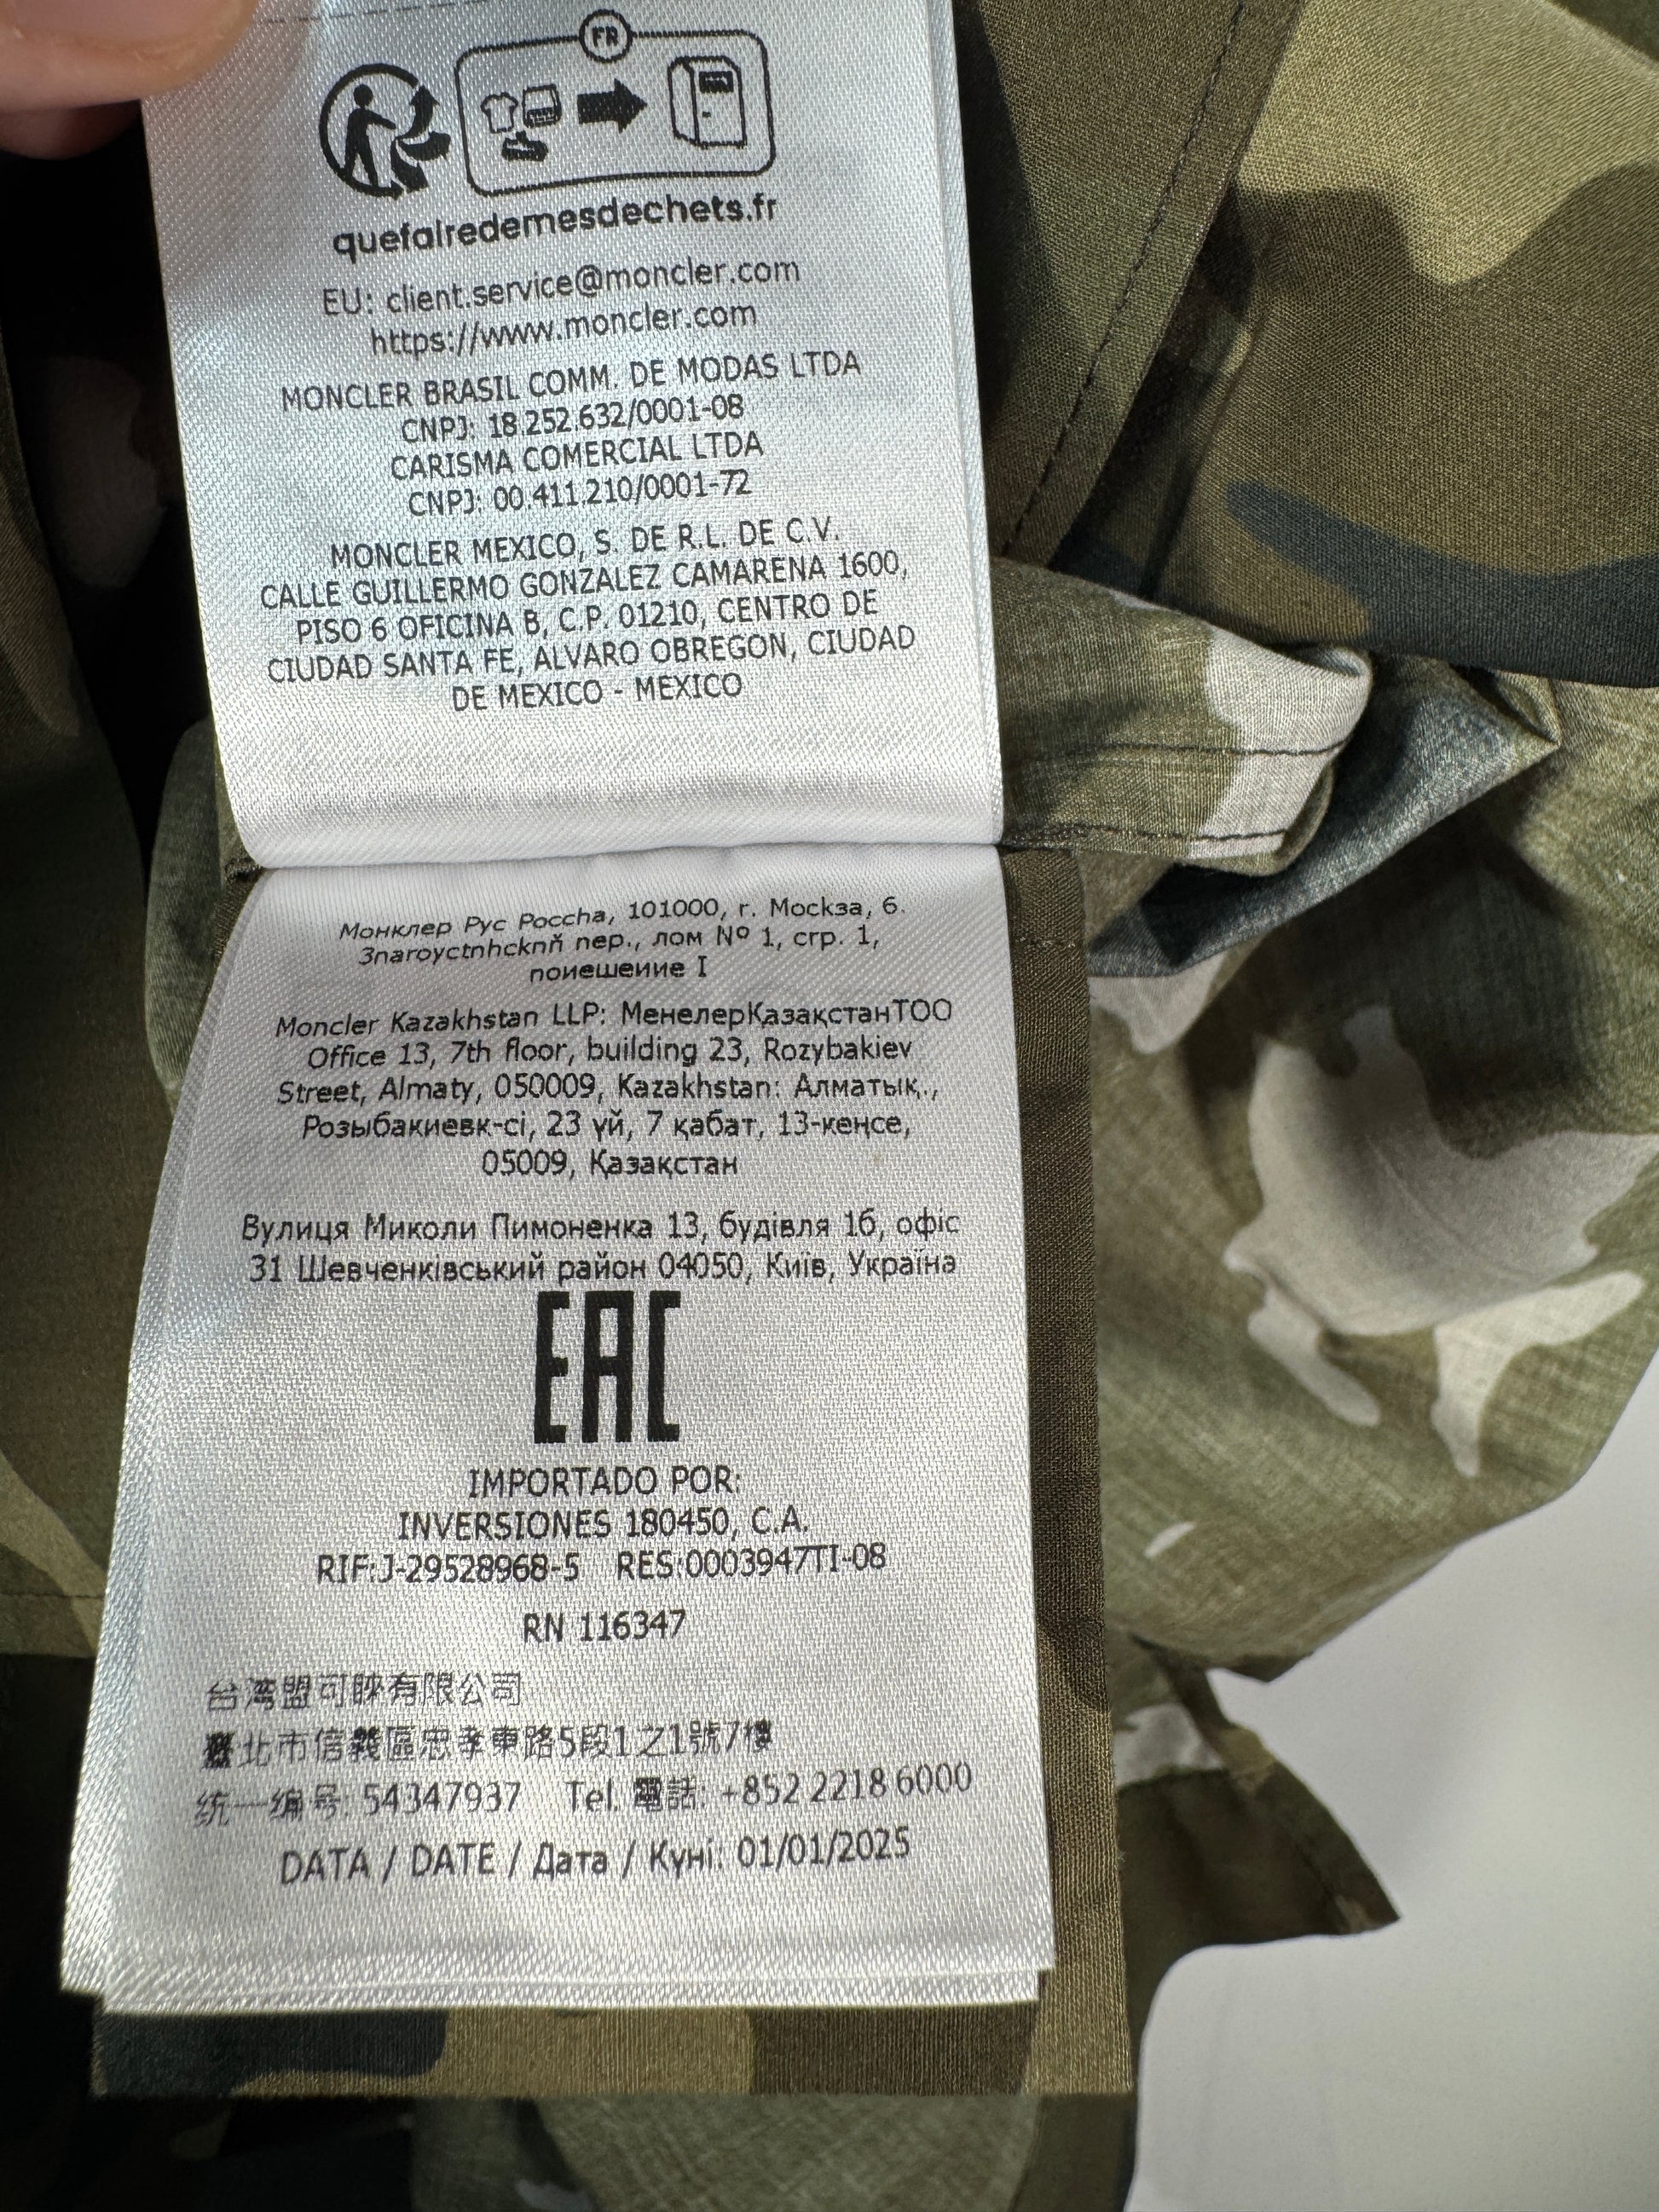 FR
quefairedemesdechets.fr
EU: client.service@moncler.com
https://www.moncler.com
MONCLER BRASIL COMM. DE MODAS LTDA
CNPJ: 18.252.632/0001-08
CARISMA COMERCIAL LTDA
CNPJ: 00.411.210/0001-72
MONCLER MEXICO, S. DE R.L. DE C.V.
CALLE GUILLERMO GONZALEZ CAMARENA 1600,
PISO 6 OFICINA B, C.P. 01210, CENTRO DE
CIUDAD SANTA FE, ALVARO OBREGON, CIUDAD
DE MEXICO - MEXICO
Монклер Рус Россha, 101000, г. Москзa, 6.
Зnaroyctnhcknň пер., лом Nº 1, стр. 1,
поиешеиие I
Moncler Kazakhstan LLP: МенелерҚазақстанТОО
Office 13, 7th floor, building 23, Rozybakiev
Street, Almaty, 050009, Kazakhstan: Алматық.,
Розыбакиевк-сі, 23 үй, 7 қабат, 13-кеңсе,
05009, Қазақстан
Вулиця Миколи Пимоненка 13, будівля 1б, офіс
31 Шевченківський район 04050, Київ, Україна
EAC
IMPORTADO POR:
INVERSIONES 180450, C.A.
RIF:J-29528968-5 RES:0003947TI-08
RN 116347
台湾盟可睞有限公司
臺北市信義區忠孝東路5段1之1號7樓
统一编号: 54347937 Tel. 電話: +852 2218 6000
DATA / DATE / Дата / Күні: 01/01/2025